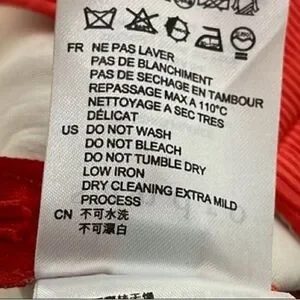 FR NE PAS LAVER
PAS DE BLANCHIMENT
PAS DE SECHAGE EN TAMBOUR
REPASSAGE MAX A 110°C
NETTOYAGE A SEC TRES
DÉLICAT
US DO NOT WASH
DO NOT BLEACH
DO NOT TUMBLE DRY
LOW IRON
DRY CLEANING EXTRA MILD
PROCESS
CN 不可水洗
不可漂白